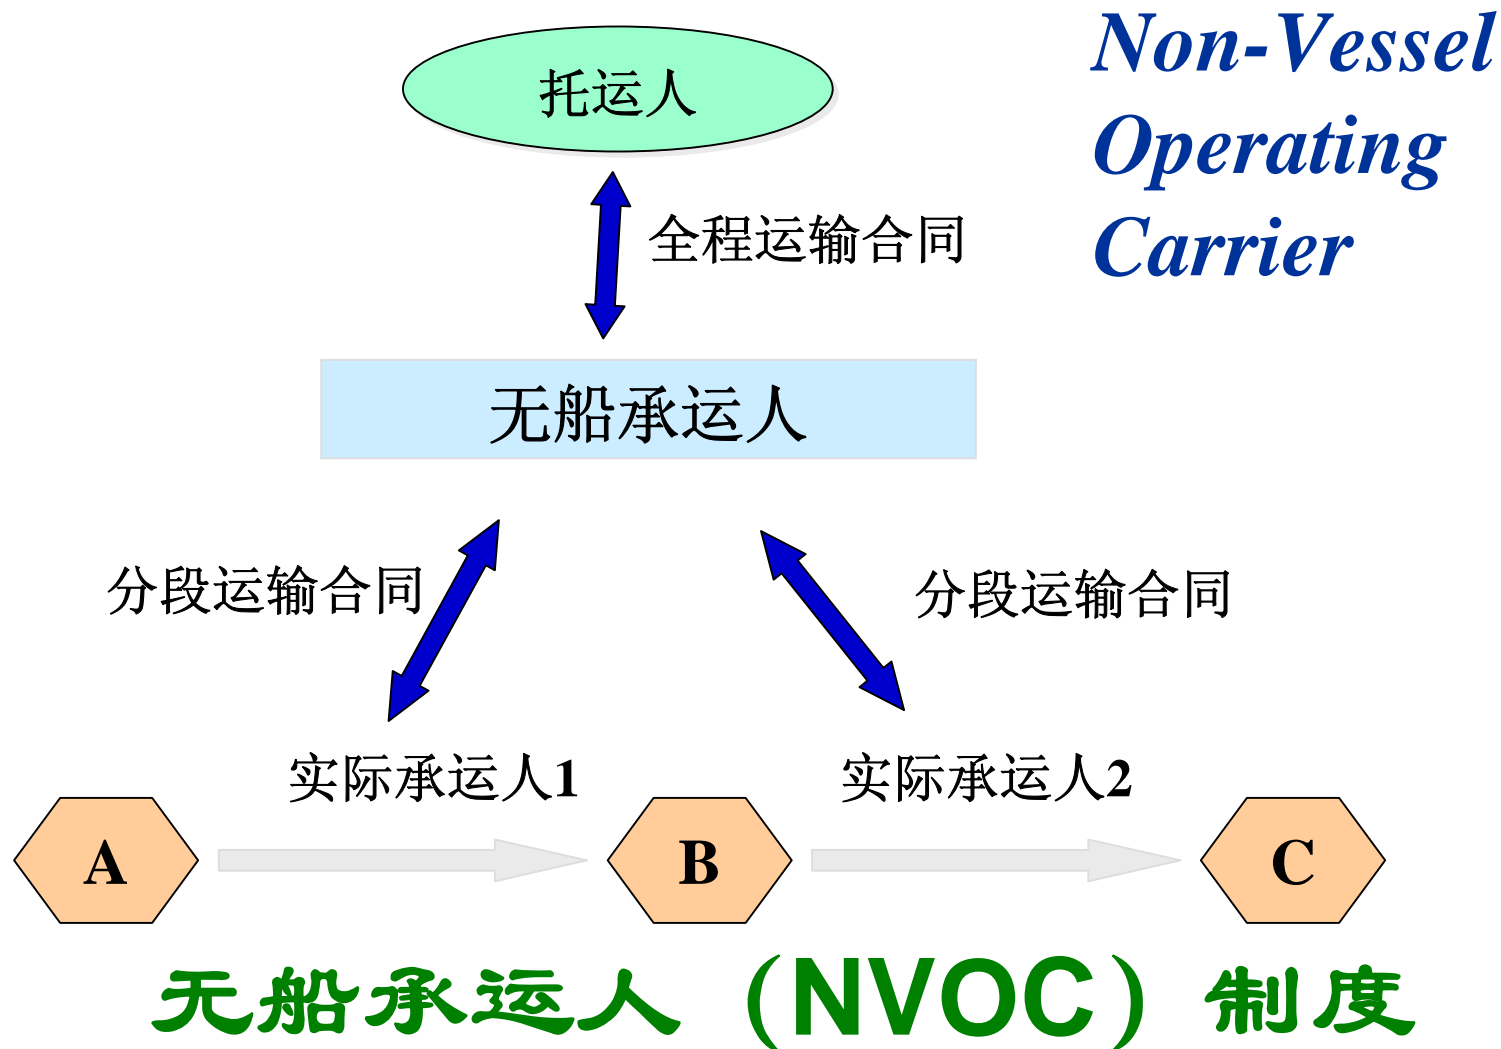 托运人
Non-Vessel
Operating
Carrier
全程运输合同
无船承运人
分段运输合同
分段运输合同
实际承运人1
实际承运人2
A
B
C
无船承运人（NVOC）制度